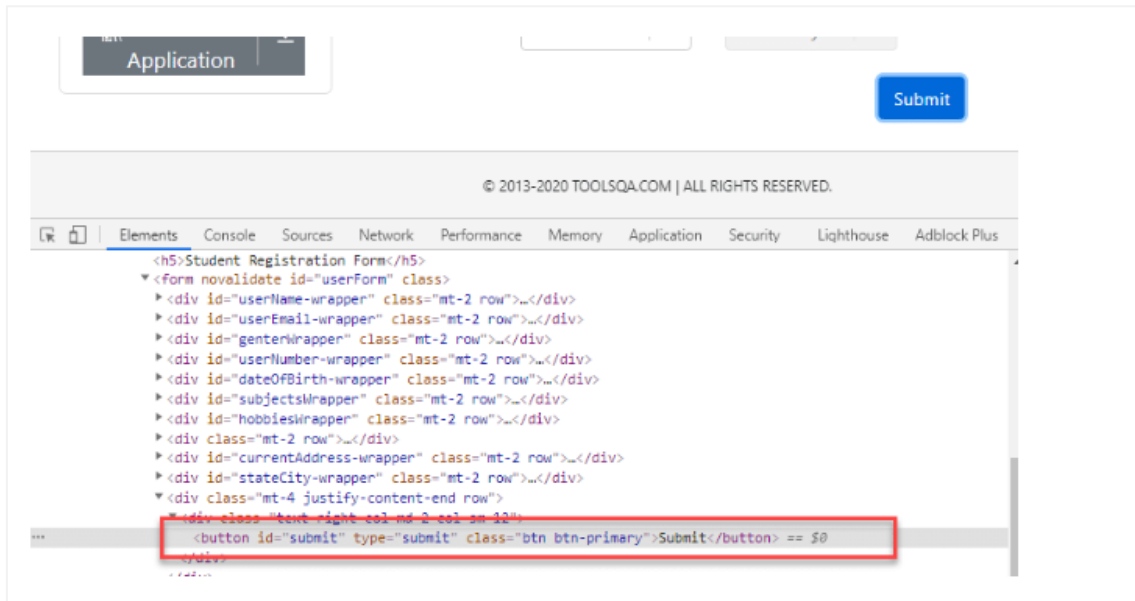 Application
Submit
© 2013-2020 TOOLSQA.COM | ALL RIGHTS RESERVED.
Elements Console Sources Network Performance Memory Application Security Lighthouse Adblock Plus
<h5>Student Registration Form</h5>
▼<form novalidate id="userForm" class>
▶<div id="userName-wrapper" class="mt-2 row">…</div>
▶<div id="userEmail-wrapper" class="mt-2 row">…</div>
▶<div id="genterWrapper" class="mt-2 row">…</div>
▶<div id="userNumber-wrapper" class="mt-2 row">…</div>
▶<div id="dateOfBirth-wrapper" class="mt-2 row">…</div>
▶<div id="subjectsWrapper" class="mt-2 row">…</div>
▶<div id="hobbiesWrapper" class="mt-2 row">…</div>
▶<div class="mt-2 row">…</div>
▶<div id="currentAddress-wrapper" class="mt-2 row">…</div>
▶<div id="stateCity-wrapper" class="mt-2 row">…</div>
▼<div class="mt-4 justify-content-end row">
▼<div class="text-right col-md-2 col-sm-12">
<button id="submit" type="submit" class="btn btn-primary">Submit</button> == $0
</div>